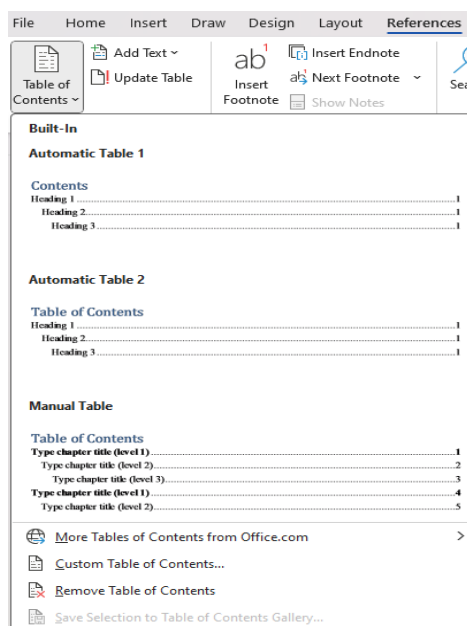 File Home Insert Draw Design Layout References
Add Text
Insert Endnote
ab
Update Table
Next Footnote
Table of Contents
Insert Footnote
Show Notes
Sea
Built-In
Automatic Table 1
Contents
Heading 1 1
Heading 2 1
Heading 3 1
Automatic Table 2
Table of Contents
Heading 1 1
Heading 2 1
Heading 3 1
Manual Table
Table of Contents
Type chapter title (level 1) 1
Type chapter title (level 2) 2
Type chapter title (level 3) 3
Type chapter title (level 1) 4
Type chapter title (level 2) 5
More Tables of Contents from Office.com
Custom Table of Contents...
Remove Table of Contents
Save Selection to Table of Contents Gallery...